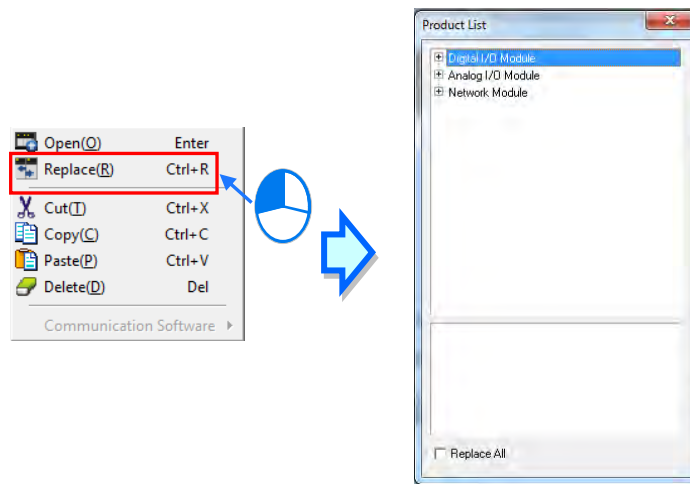 Open(O) Enter
Replace(R) Ctrl+R
Cut(T) Ctrl+X
Copy(C) Ctrl+C
Paste(P) Ctrl+V
Delete(D) Del
Communication Software
Product List
Digital I/O Module
Analog I/O Module
Network Module
Replace All